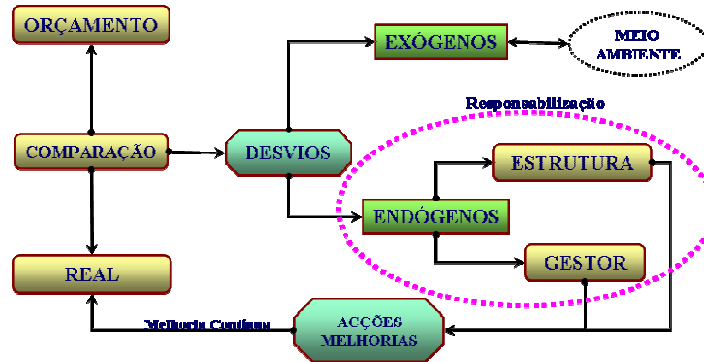 ORÇAMENTO
EXÓGENOS
MEIO
AMBIENTE
Responsabilização
COMPARAÇÃO
DESVIOS
ESTRUTURA
ENDÓGENOS
REAL
GESTOR
Melhoria Contínua
ACÇÕES
MELHORIAS